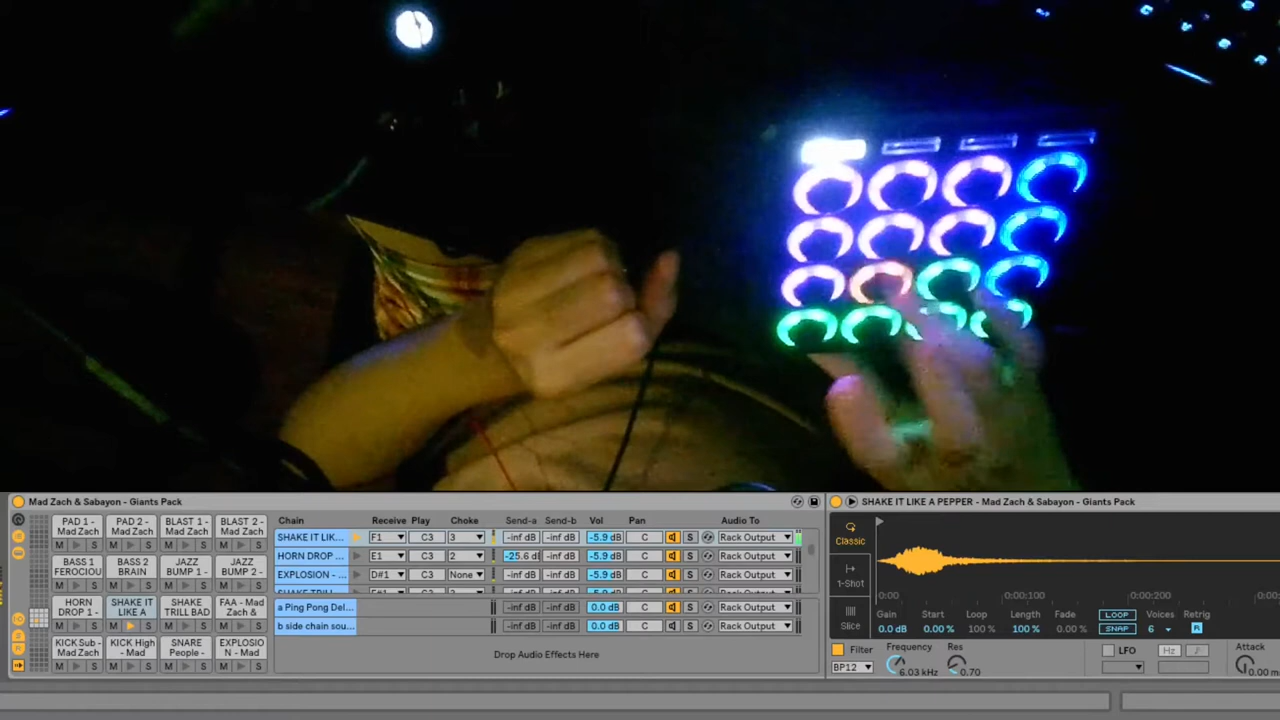 Mad Zach & Sabayon - Giants Pack
PAD 1 - Mad Zach
PAD 2 - Mad Zach
BLAST 1 - Mad Zach
BLAST 2 - Mad Zach
M S M S M S M S
BASS 1 FEROCIOU
BASS 2 BRAIN
JAZZ BUMP 1 -
JAZZ BUMP 2 -
M S M S M S M S
HORN DROP 1 -
SHAKE IT LIKE A
SHAKE TRILL BAD
FAA - Mad Zach &
M S M S M S M S
KICK Sub - Mad Zach
KICK High - Mad
SNARE People -
EXPLOSIO N - Mad
M S M S M S M S
Chain Receive Play Choke Send-a Send-b Vol Pan Audio To
SHAKE IT LIK... F1 C3 3 -inf dB -inf dB -5.9 dB C S Rack Output
HORN DROP ... E1 C3 2 -25.6 d -inf dB -5.9 dB C S Rack Output
EXPLOSION - ... D#1 C3 None -inf dB -inf dB -5.9 dB C S Rack Output
a Ping Pong Del... -inf dB -inf dB 0.0 dB C S Rack Output
b side chain sou... -inf dB -inf dB 0.0 dB C S Rack Output
Drop Audio Effects Here
SHAKE IT LIKE A PEPPER - Mad Zach & Sabayon - Giants Pack
Classic
1-Shot
Slice
0:00 0:00:100 0:00:200 0:00:
Gain Start Loop Length Fade LOOP Voices Retrig
0.0 dB 0.00 % 100 % 100 % 0.00 % SNAP 6 R
Filter Frequency Res LFO Hz Attack
BP12 6.03 kHz 0.70 0.00 m